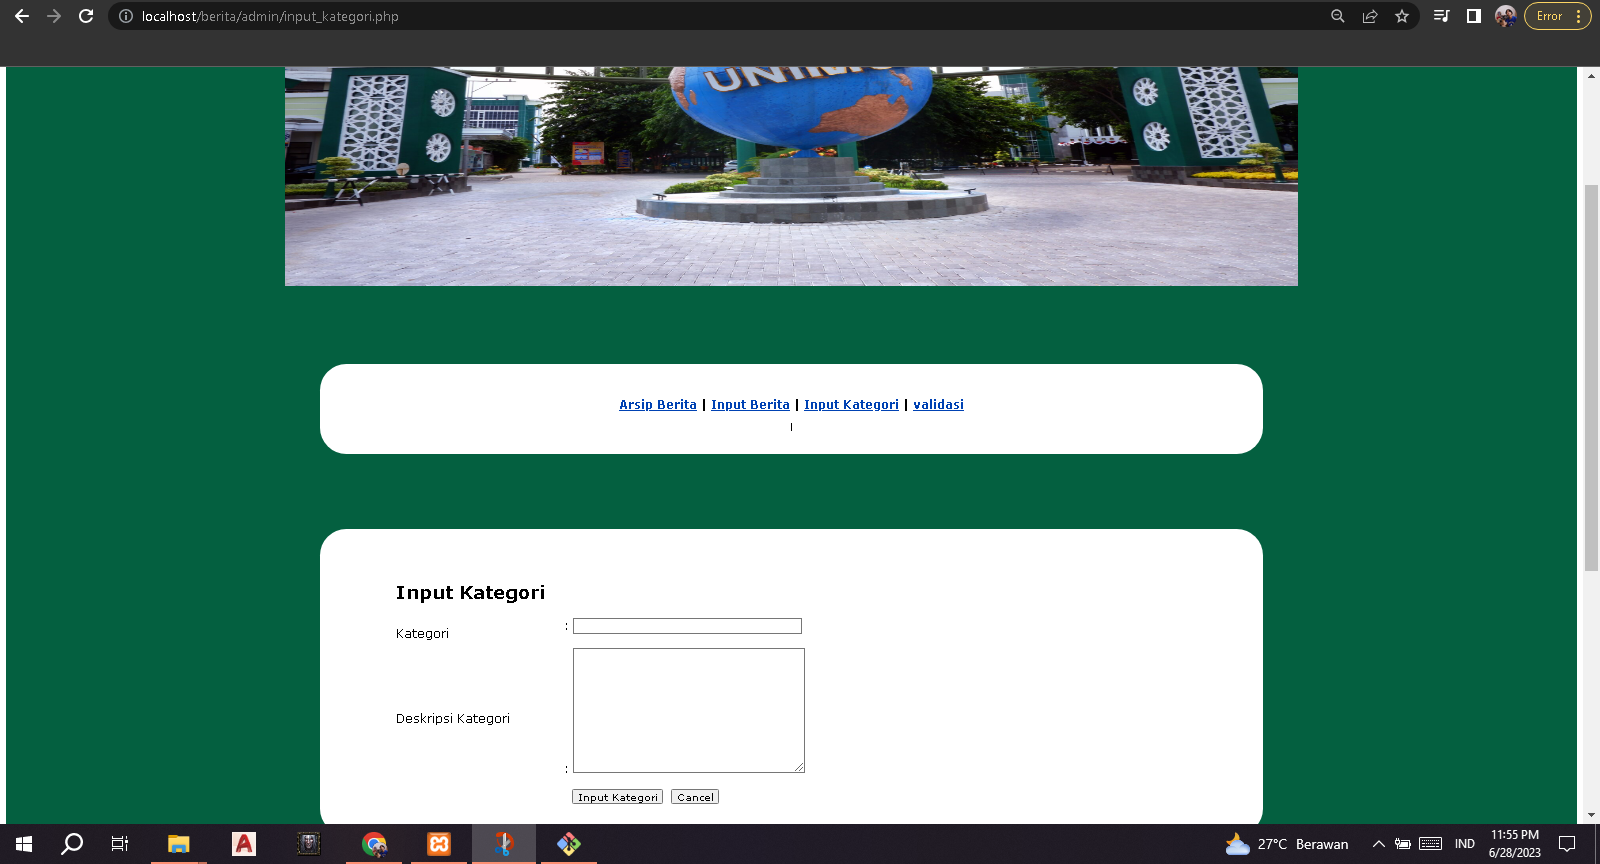 localhost/berita/admin/input_kategori.php
Error
Arsip Berita | Input Berita | Input Kategori | validasi
Input Kategori
Kategori :
Deskripsi Kategori :
Input Kategori Cancel
27°C Berawan
IND
11:55 PM
6/28/2023